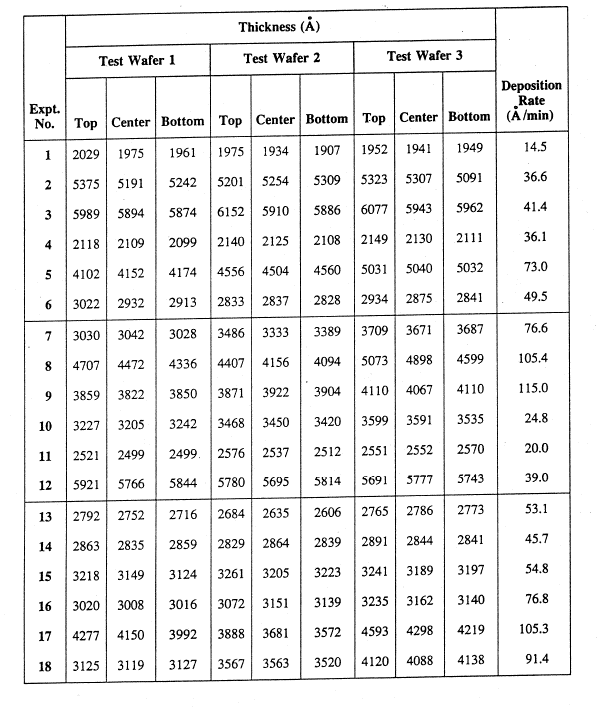 Thickness (Å)
Test Wafer 1 Test Wafer 2 Test Wafer 3
Expt. No. Top Center Bottom Top Center Bottom Top Center Bottom Deposition Rate (Å/min)
1 2029 1975 1961 1975 1934 1907 1952 1941 1949 14.5
2 5375 5191 5242 5201 5254 5309 5323 5307 5091 36.6
3 5989 5894 5874 6152 5910 5886 6077 5943 5962 41.4
4 2118 2109 2099 2140 2125 2108 2149 2130 2111 36.1
5 4102 4152 4174 4556 4504 4560 5031 5040 5032 73.0
6 3022 2932 2913 2833 2837 2828 2934 2875 2841 49.5
7 3030 3042 3028 3486 3333 3389 3709 3671 3687 76.6
8 4707 4472 4336 4407 4156 4094 5073 4898 4599 105.4
9 3859 3822 3850 3871 3922 3904 4110 4067 4110 115.0
10 3227 3205 3242 3468 3450 3420 3599 3591 3535 24.8
11 2521 2499 2499 2576 2537 2512 2551 2552 2570 20.0
12 5921 5766 5844 5780 5695 5814 5691 5777 5743 39.0
13 2792 2752 2716 2684 2635 2606 2765 2786 2773 53.1
14 2863 2835 2859 2829 2864 2839 2891 2844 2841 45.7
15 3218 3149 3124 3261 3205 3223 3241 3189 3197 54.8
16 3020 3008 3016 3072 3151 3139 3235 3162 3140 76.8
17 4277 4150 3992 3888 3681 3572 4593 4298 4219 105.3
18 3125 3119 3127 3567 3563 3520 4120 4088 4138 91.4